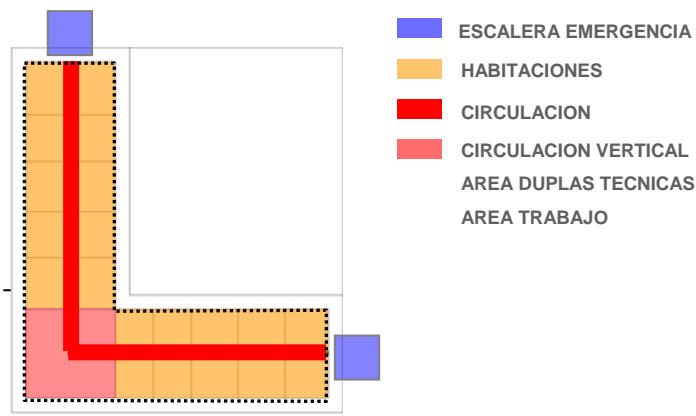 ESCALERA EMERGENCIA
HABITACIONES
CIRCULACION
CIRCULACION VERTICAL
AREA DUPLAS TECNICAS
AREA TRABAJO